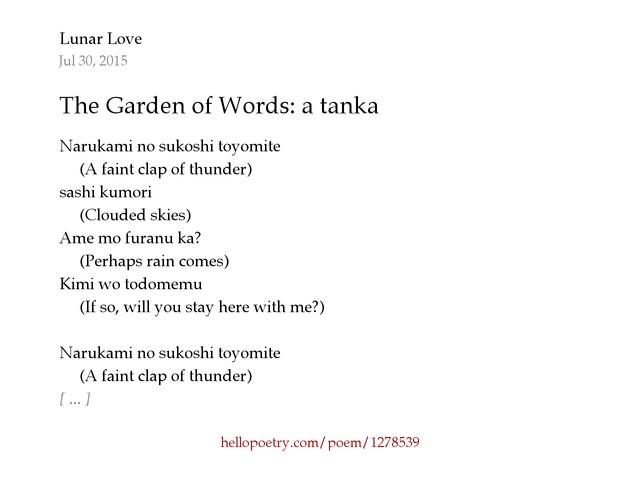 Lunar Love
Jul 30, 2015
The Garden of Words: a tanka
Narukami no sukoshi toyomite
(A faint clap of thunder)
sashi kumori
(Clouded skies)
Ame mo furanu ka?
(Perhaps rain comes)
Kimi wo todomemu
(If so, will you stay here with me?)
Narukami no sukoshi toyomite
(A faint clap of thunder)
[ ... ]
hellopoetry.com/poem/1278539